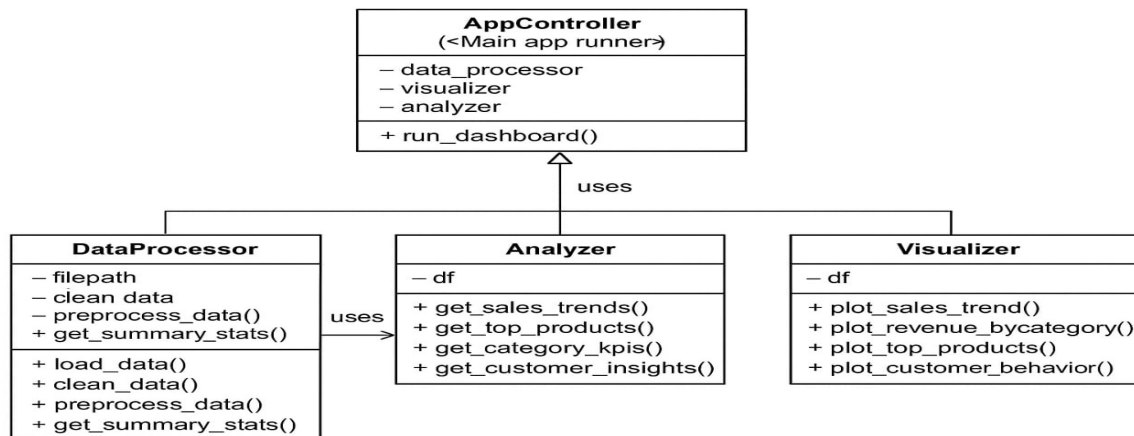 AppController
(<Main app runner>)
– data_processor
– visualizer
– analyzer
+ run_dashboard()
uses
DataProcessor
– filepath
– clean data
– preprocess_data()
+ get_summary_stats()
+ load_data()
+ clean_data()
+ preprocess_data()
+ get_summary_stats()
uses
Analyzer
– df
+ get_sales_trends()
+ get_top_products()
+ get_category_kpis()
+ get_customer_insights()
Visualizer
– df
+ plot_sales_trend()
+ plot_revenue_bycategory()
+ plot_top_products()
+ plot_customer_behavior()